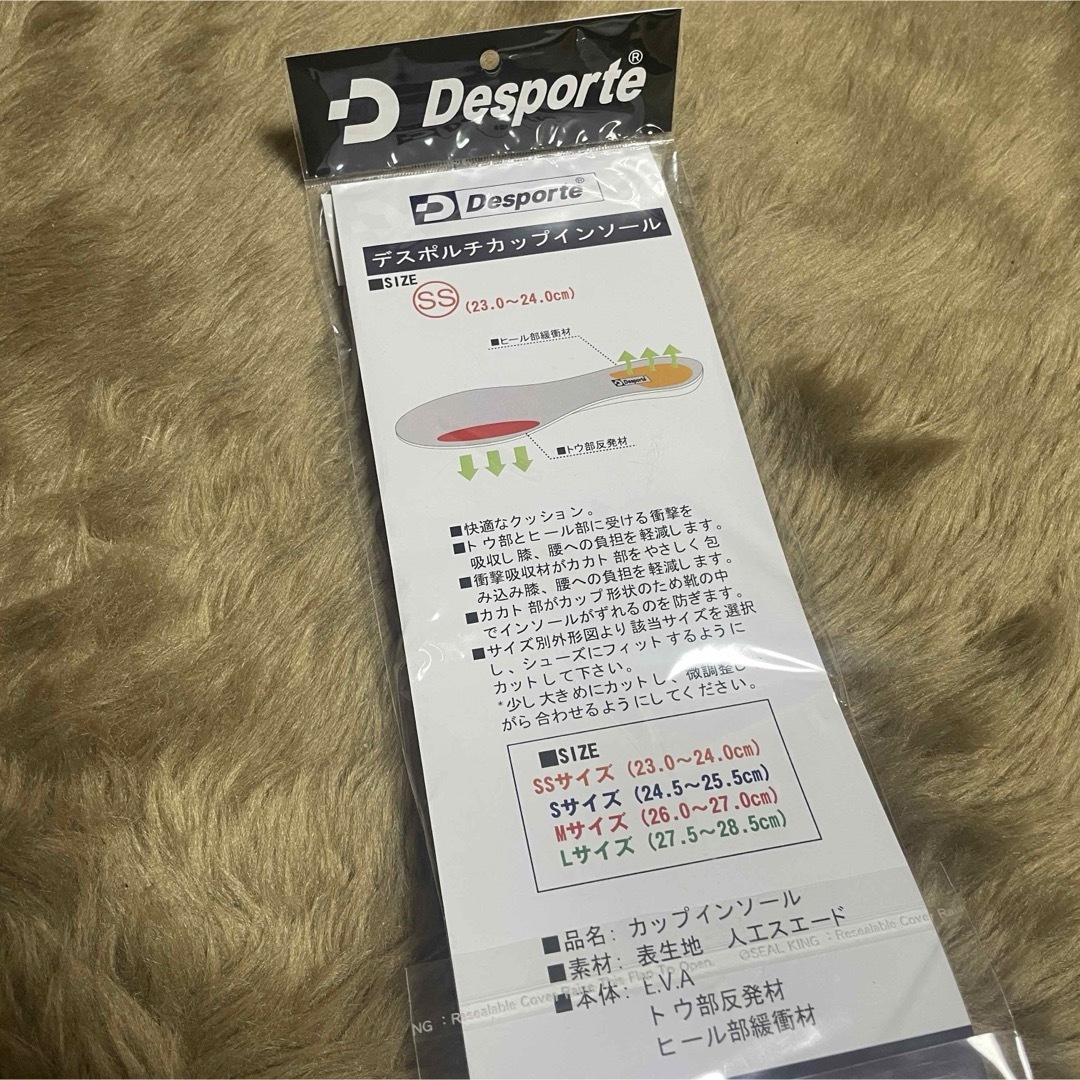 Desporte®
Desporte®
デスポルチカップインソール
■SIZE
SS (23.0〜24.0cm)
■ヒール部緩衝材
Desporte
■トウ部反発材
■快適なクッション。
■トウ部とヒール部に受ける衝撃を
吸収し膝、腰への負担を軽減します。
■衝撃吸収材がカカト部をやさしく包
み込み膝、腰への負担を軽減します。
■カカト部がカップ形状のため靴の中
でインソールがずれるのを防ぎます。
■サイズ別外形図より該当サイズを選択
し、シューズにフィットするように
カットして下さい。
*少し大きめにカットし、微調整し
がら合わせるようにしてください。
■SIZE
SSサイズ (23.0〜24.0cm)
Sサイズ (24.5〜25.5cm)
Mサイズ (26.0〜27.0cm)
Lサイズ (27.5〜28.5cm)
■品名: カップインソール
■素材: 表生地 人工スエード
KING : Resealable Cover Raise This Flap To Open. ⊘SEAL KING : Resealable Cover
■本体: E.V.A
トウ部反発材
ヒール部緩衝材